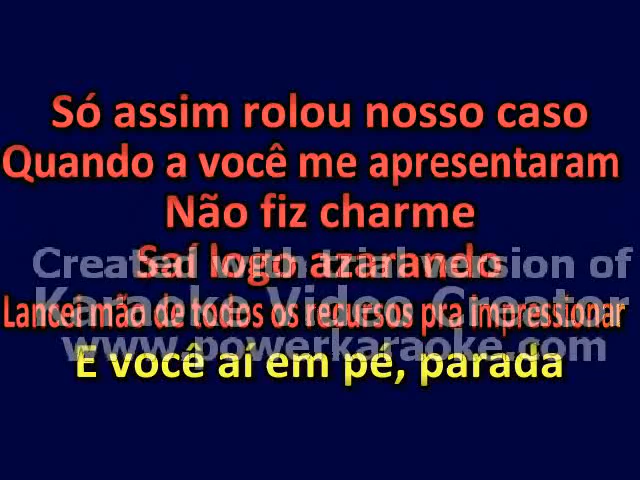 Só assim rolou nosso caso
Quando a você me apresentaram
Não fiz charme
Saí logo azarando
Created with trial version of
Lancei mão de todos os recursos pra impressionar
Karaoke Video Creator
www.powerkaraoke.com
E você aí em pé, parada